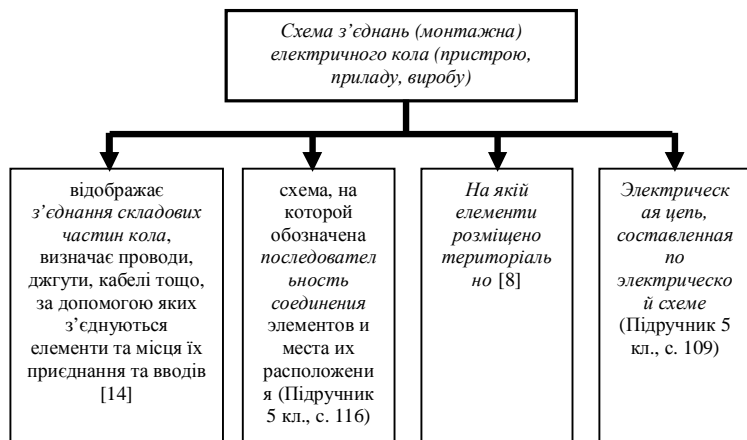 Схема з’єднань (монтажна)
електричного кола (пристрою,
приладу, виробу)
відображає
з’єднання складових
частин кола,
визначає проводи,
джгути, кабелі тощо,
за допомогою яких
з’єднуються
елементи та місця їх
приєднання та вводів
[14]
схема, на
которой
обозначена
последовател
ьность
соединения
элементов и
места их
расположени
я (Підручник
5 кл., с. 116)
На якій
елементи
розміщено
територіаль
но [8]
Электрическ
ая цепь,
составленная
по
электрическо
й схеме
(Підручник 5
кл., с. 109)